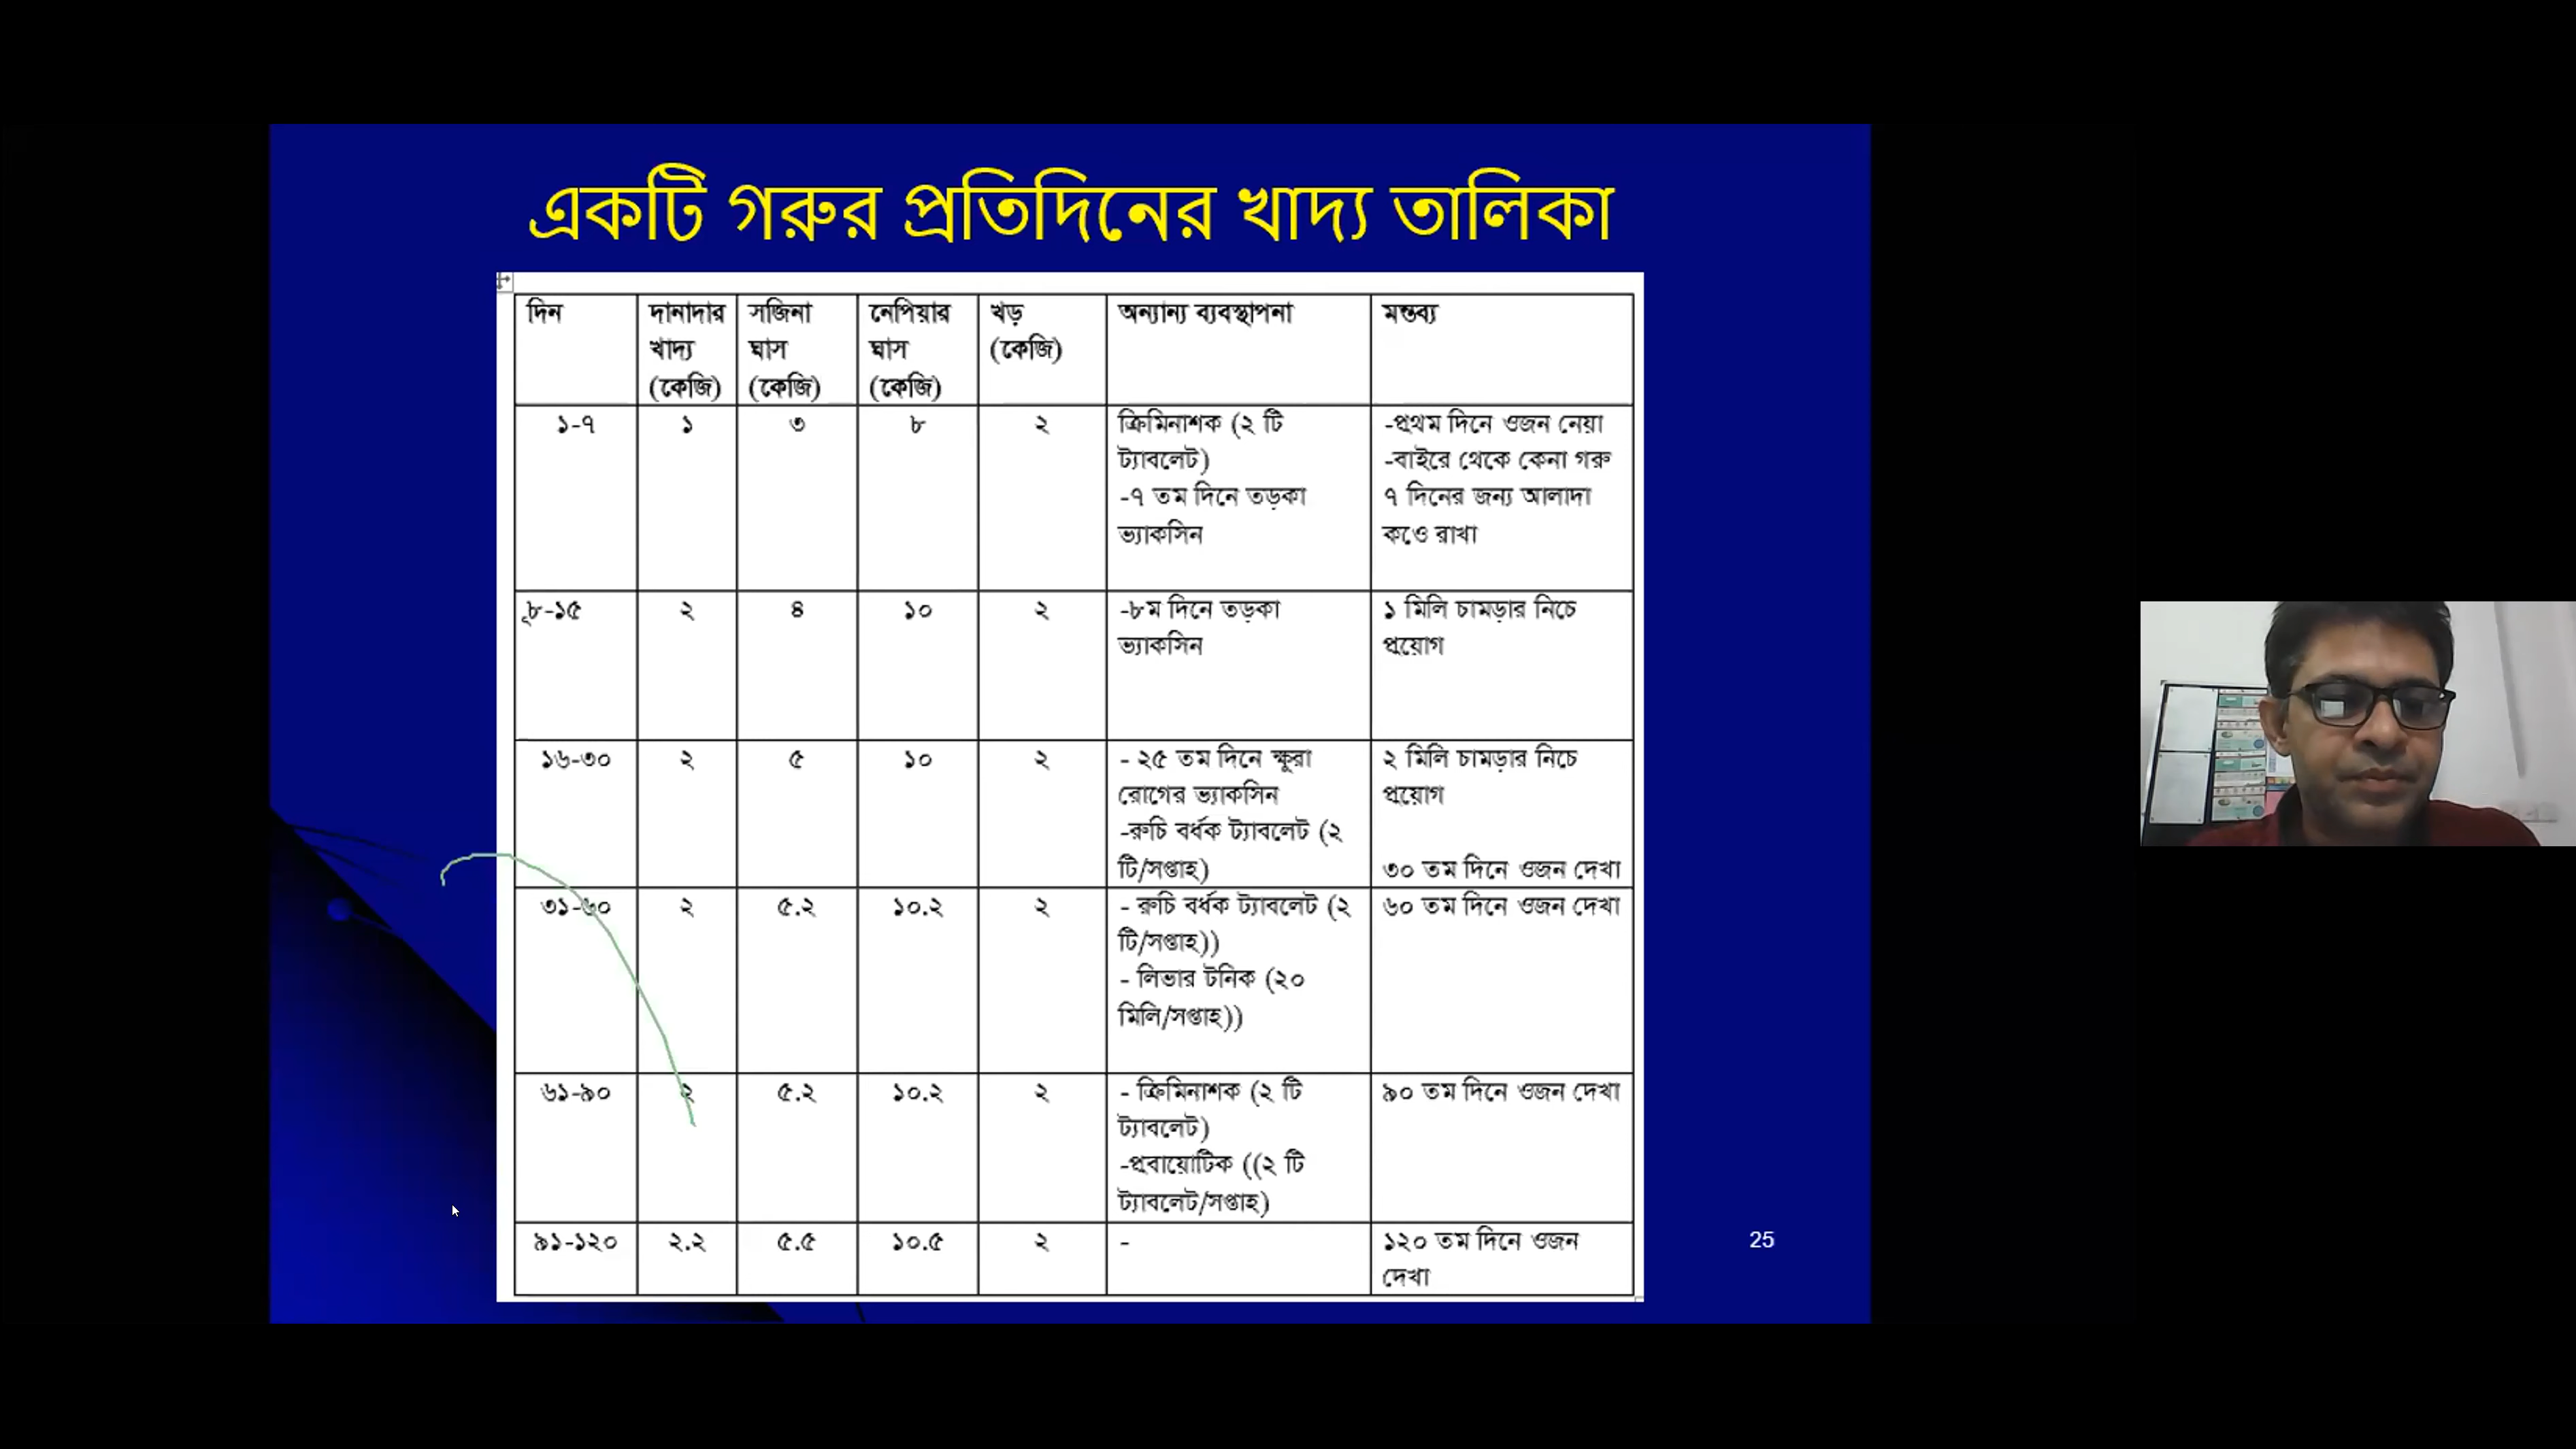 একটি গরুর প্রতিদিনের খাদ্য তালিকা
দিন
দানাদার
খাদ্য
(কেজি)
সজিনা
ঘাস
(কেজি)
নেপিয়ার
ঘাস
(কেজি)
খড়
(কেজি)
অন্যান্য ব্যবস্থাপনা
মন্তব্য
১-৭
১
৩
৮
২
ক্রিমিনাশক (২ টি
ট্যাবলেট)
-৭ তম দিনে তড়কা
ভ্যাকসিন
-প্রথম দিনে ওজন নেয়া
-বাইরে থেকে কেনা গরু
৭ দিনের জন্য আলাদা
কওে রাখা
৮-১৫
২
৪
১০
২
-৮ম দিনে তড়কা
ভ্যাকসিন
১ মিলি চামড়ার নিচে
প্রয়োগ
১৬-৩০
২
৫
১০
২
- ২৫ তম দিনে ক্ষুরা
রোগের ভ্যাকসিন
-রুচি বর্ধক ট্যাবলেট (২
টি/সপ্তাহ)
২ মিলি চামড়ার নিচে
প্রয়োগ
৩০ তম দিনে ওজন দেখা
৩১-৬০
২
৫.২
১০.২
২
- রুচি বর্ধক ট্যাবলেট (২
টি/সপ্তাহ))
- লিভার টনিক (২০
মিলি/সপ্তাহ))
৬০ তম দিনে ওজন দেখা
৬১-৯০
২
৫.২
১০.২
২
- ক্রিমিনাশক (২ টি
ট্যাবলেট)
-প্রবায়োটিক ((২ টি
ট্যাবলেট/সপ্তাহ)
৯০ তম দিনে ওজন দেখা
৯১-১২০
২.২
৫.৫
১০.৫
২
-
১২০ তম দিনে ওজন
দেখা
25